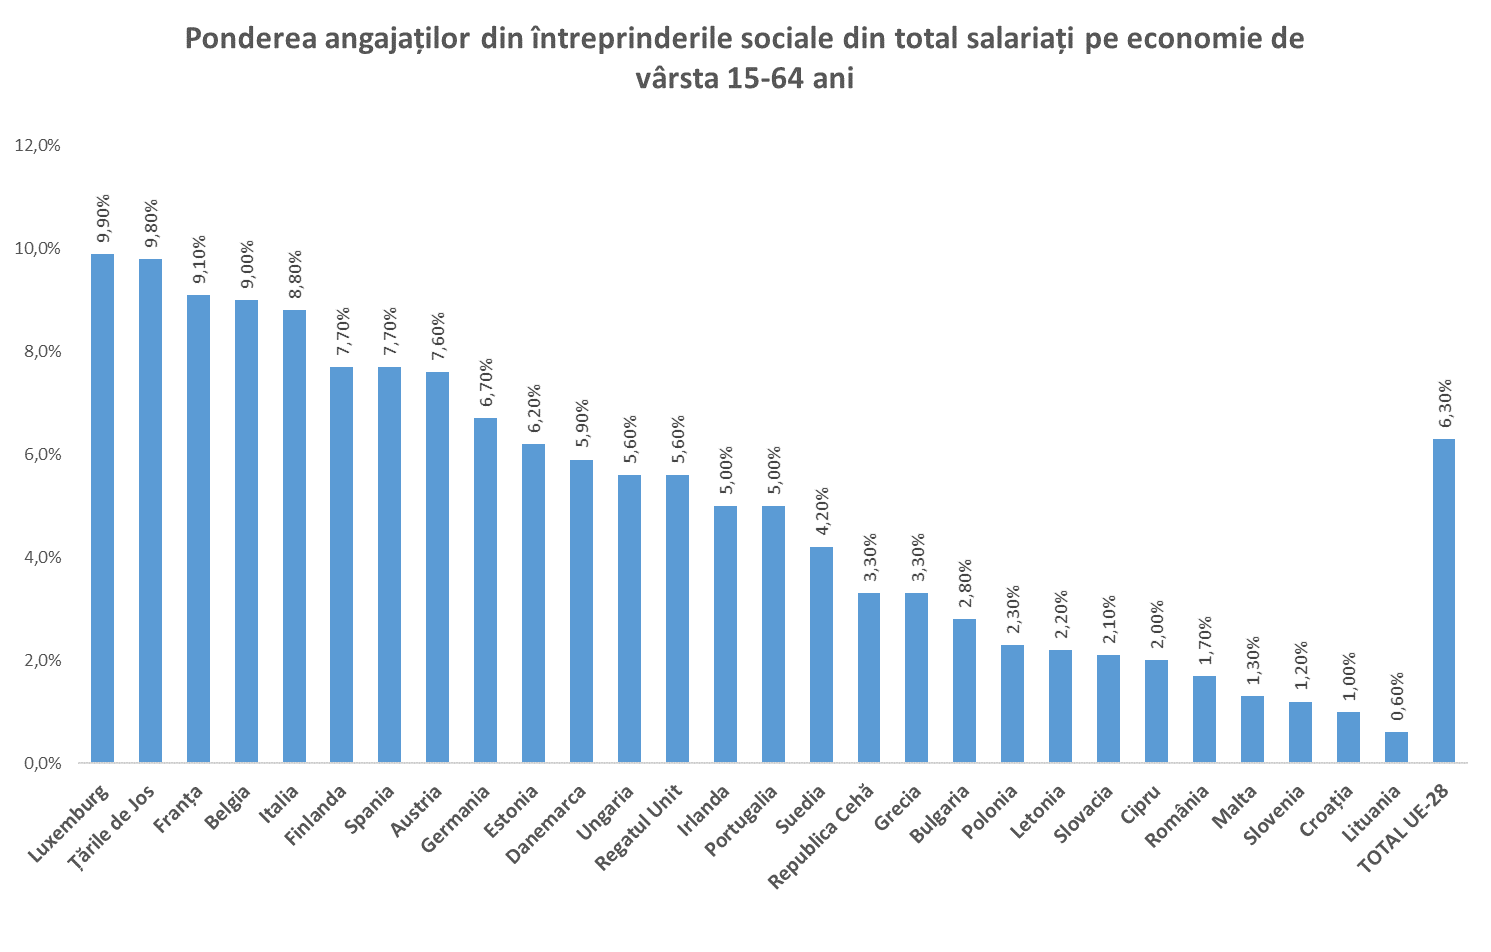 Ponderea angajaților din întreprinderile sociale din total salariați pe economie de
vârsta 15-64 ani
12,0%
10,0%
8,0%
6,0%
4,0%
2,0%
0,0%
9,90%
9,80%
9,10%
9,00%
8,80%
7,70%
7,70%
7,60%
6,70%
6,20%
5,90%
5,60%
5,60%
5,00%
5,00%
4,20%
3,30%
3,30%
2,80%
2,30%
2,20%
2,10%
2,00%
1,70%
1,30%
1,20%
1,00%
0,60%
6,30%
Luxemburg
Țările de Jos
Franța
Belgia
Italia
Finlanda
Spania
Austria
Germania
Estonia
Danemarca
Ungaria
Regatul Unit
Irlanda
Portugalia
Suedia
Republica Cehă
Grecia
Bulgaria
Polonia
Letonia
Slovacia
Cipru
România
Malta
Slovenia
Croația
Lituania
TOTAL UE-28